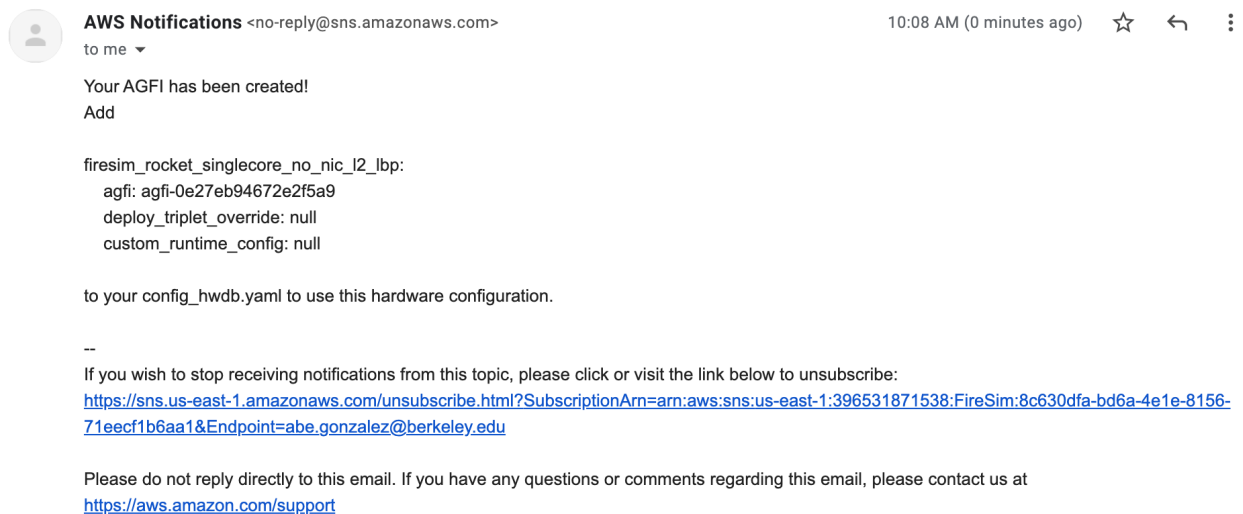 AWS Notifications <no-reply@sns.amazonaws.com> 10:08 AM (0 minutes ago)
to me
Your AGFI has been created!
Add
firesim_rocket_singlecore_no_nic_l2_lbp:
agfi: agfi-0e27eb94672e2f5a9
deploy_triplet_override: null
custom_runtime_config: null
to your config_hwdb.yaml to use this hardware configuration.
--
If you wish to stop receiving notifications from this topic, please click or visit the link below to unsubscribe:
https://sns.us-east-1.amazonaws.com/unsubscribe.html?SubscriptionArn=arn:aws:sns:us-east-1:396531871538:FireSim:8c630dfa-bd6a-4e1e-8156-
71eecf1b6aa1&Endpoint=abe.gonzalez@berkeley.edu
Please do not reply directly to this email. If you have any questions or comments regarding this email, please contact us at
https://aws.amazon.com/support